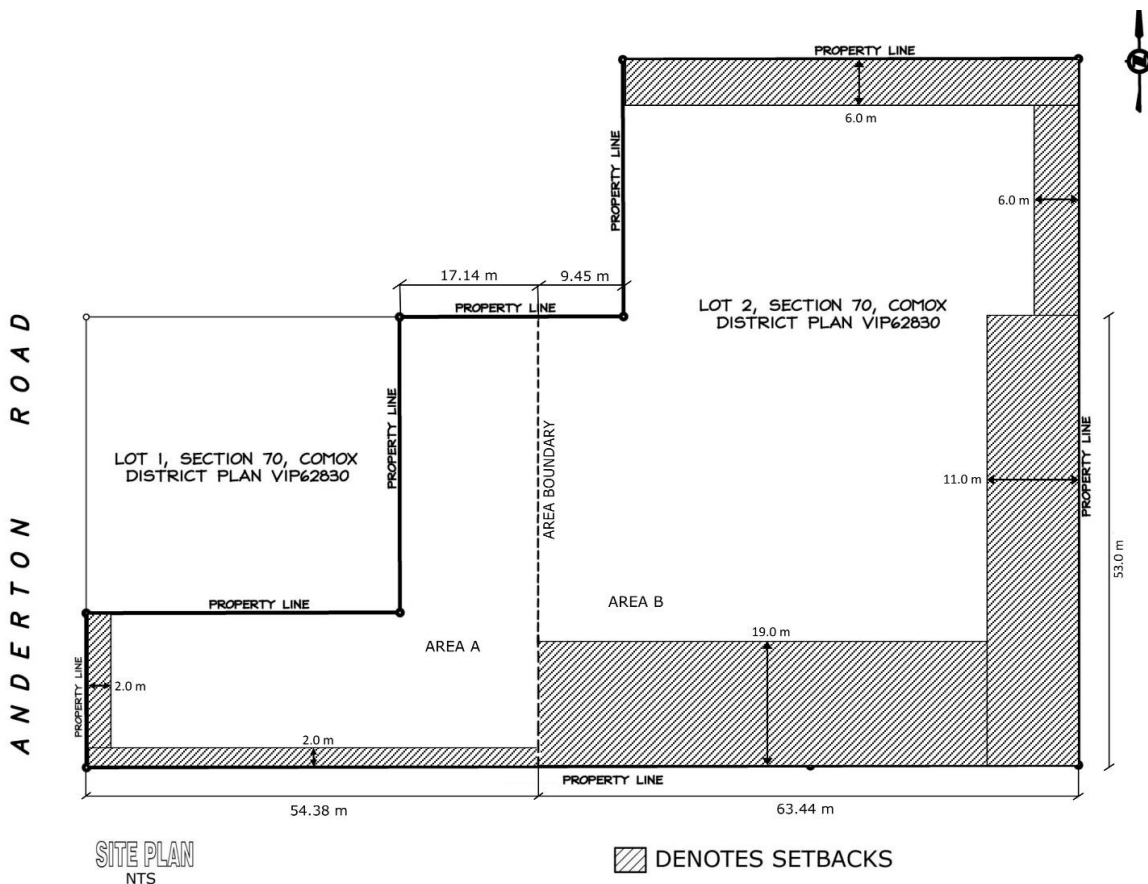 PROPERTY LINE
6.0 m
PROPERTY LINE
6.0 m
17.14 m
9.45 m
PROPERTY LINE
LOT 2, SECTION 70, COMOX
DISTRICT PLAN VIP62830
ANDERTON ROAD
PROPERTY LINE
LOT 1, SECTION 70, COMOX
DISTRICT PLAN VIP62830
AREA BOUNDARY
11.0 m
PROPERTY LINE
53.0 m
PROPERTY LINE
AREA B
AREA A
19.0 m
PROPERTY LINE
2.0 m
2.0 m
PROPERTY LINE
54.38 m
63.44 m
SITE PLAN
NTS
DENOTES SETBACKS